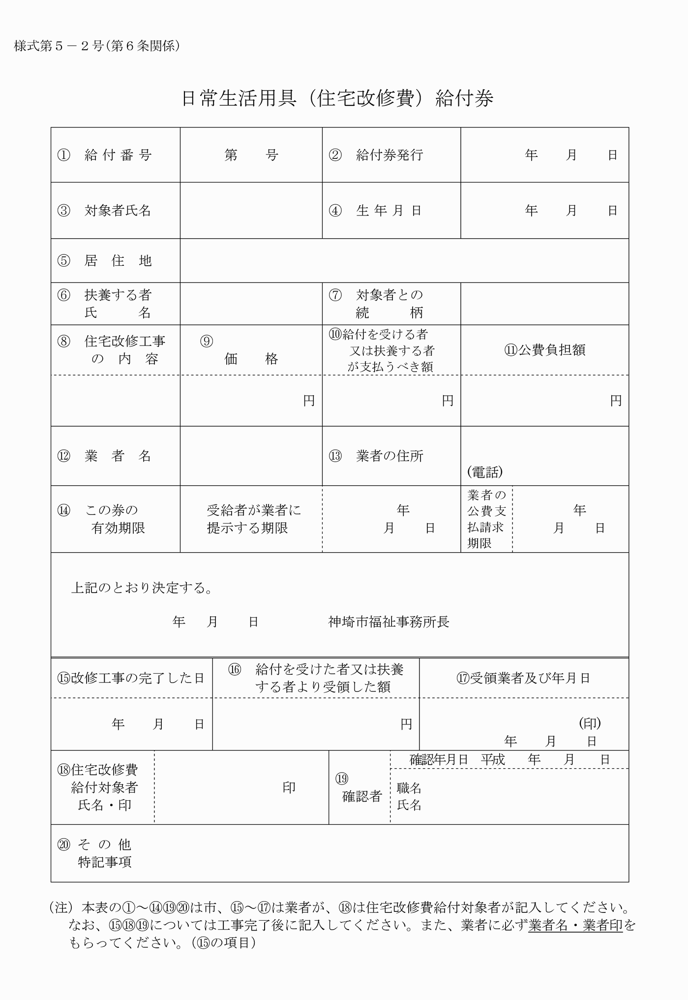 様式第５－２号(第６条関係)
日常生活用具（住宅改修費）給付券
① 給付番号 第 号 ② 給付券発行 年 月 日
③ 対象者氏名 ④ 生年月日 年 月 日
⑤ 居住地
⑥ 扶養する者
氏 名
⑦ 対象者との
続 柄
⑧ 住宅改修工事
の 内 容
⑨
価 格
⑩給付を受ける者
又は扶養する者
が支払うべき額
⑪公費負担額
円 円 円
⑫ 業 者 名 ⑬ 業者の住所
(電話)
⑭ この券の
有効期限
受給者が業者に
提示する期限
年
月 日
業者の
公費支
払請求
期限
年
月 日
上記のとおり決定する。
年 月 日 神埼市福祉事務所長
⑮改修工事の完了した日
⑯ 給付を受けた者又は扶養
する者より受領した額
⑰受領業者及び年月日
年 月 日 円
(印)
年 月 日
⑱住宅改修費
給付対象者
氏名・印
印
⑲
確認者
確認年月日 平成 年 月 日
職名
氏名
⑳ その他
特記事項
（注）本表の①～⑭⑲⑳は市、⑮～⑰は業者が、⑱は住宅改修費給付対象者が記入してください。
なお、⑮⑱⑲については工事完了後に記入してください。また、業者に必ず業者名・業者印を
もらってください。（⑮の項目）